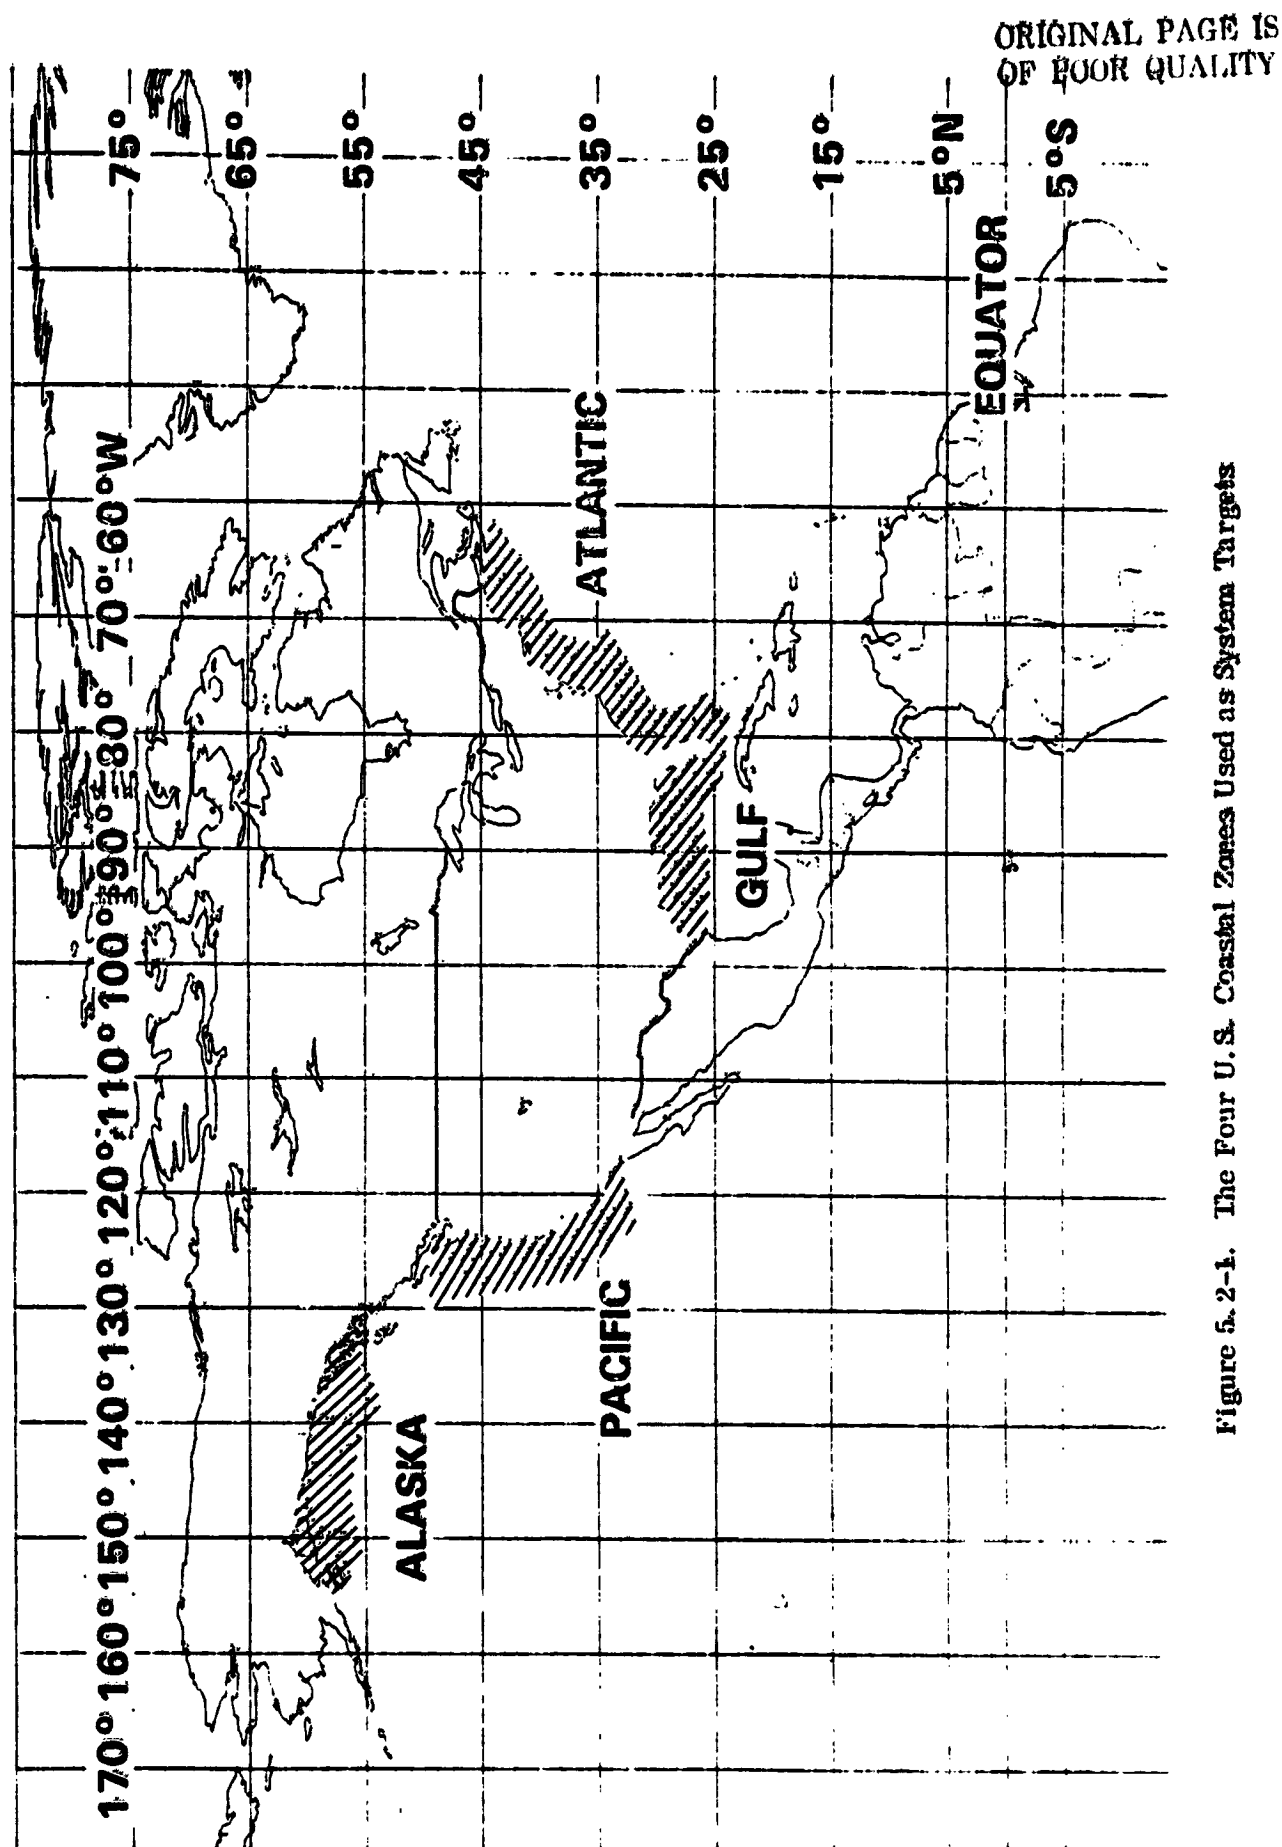 ORIGINAL PAGE IS
OF POOR QUALITY
170° 160° 150° 140° 130° 120° 110° 100° 90° 80° 70° 60°W
75°
65°
55°
45°
35°
25°
15°
5°N
5°S
EQUATOR
ATLANTIC
GULF
PACIFIC
ALASKA
Figure 5.2-1. The Four U.S. Coastal Zones Used as System Targets